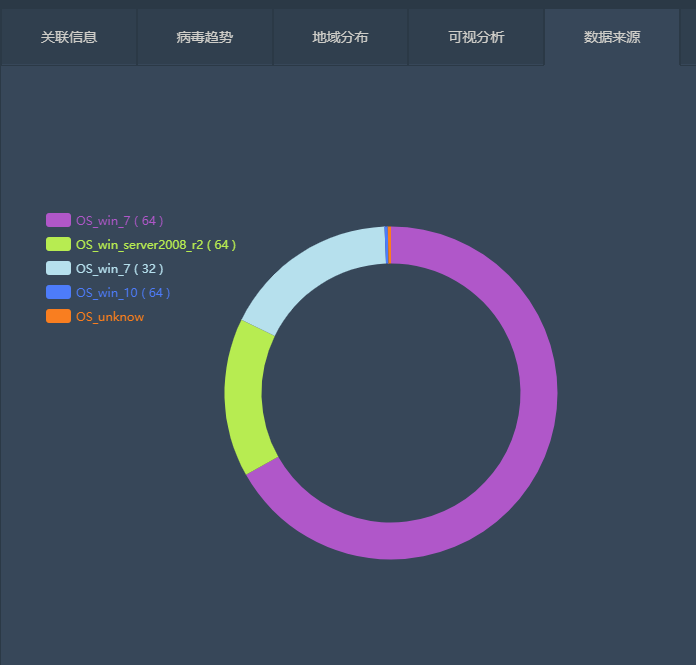 关联信息 病毒趋势 地域分布 可视分析 数据来源
OS_win_7 ( 64 )
OS_win_server2008_r2 ( 64 )
OS_win_7 ( 32 )
OS_win_10 ( 64 )
OS_unknow